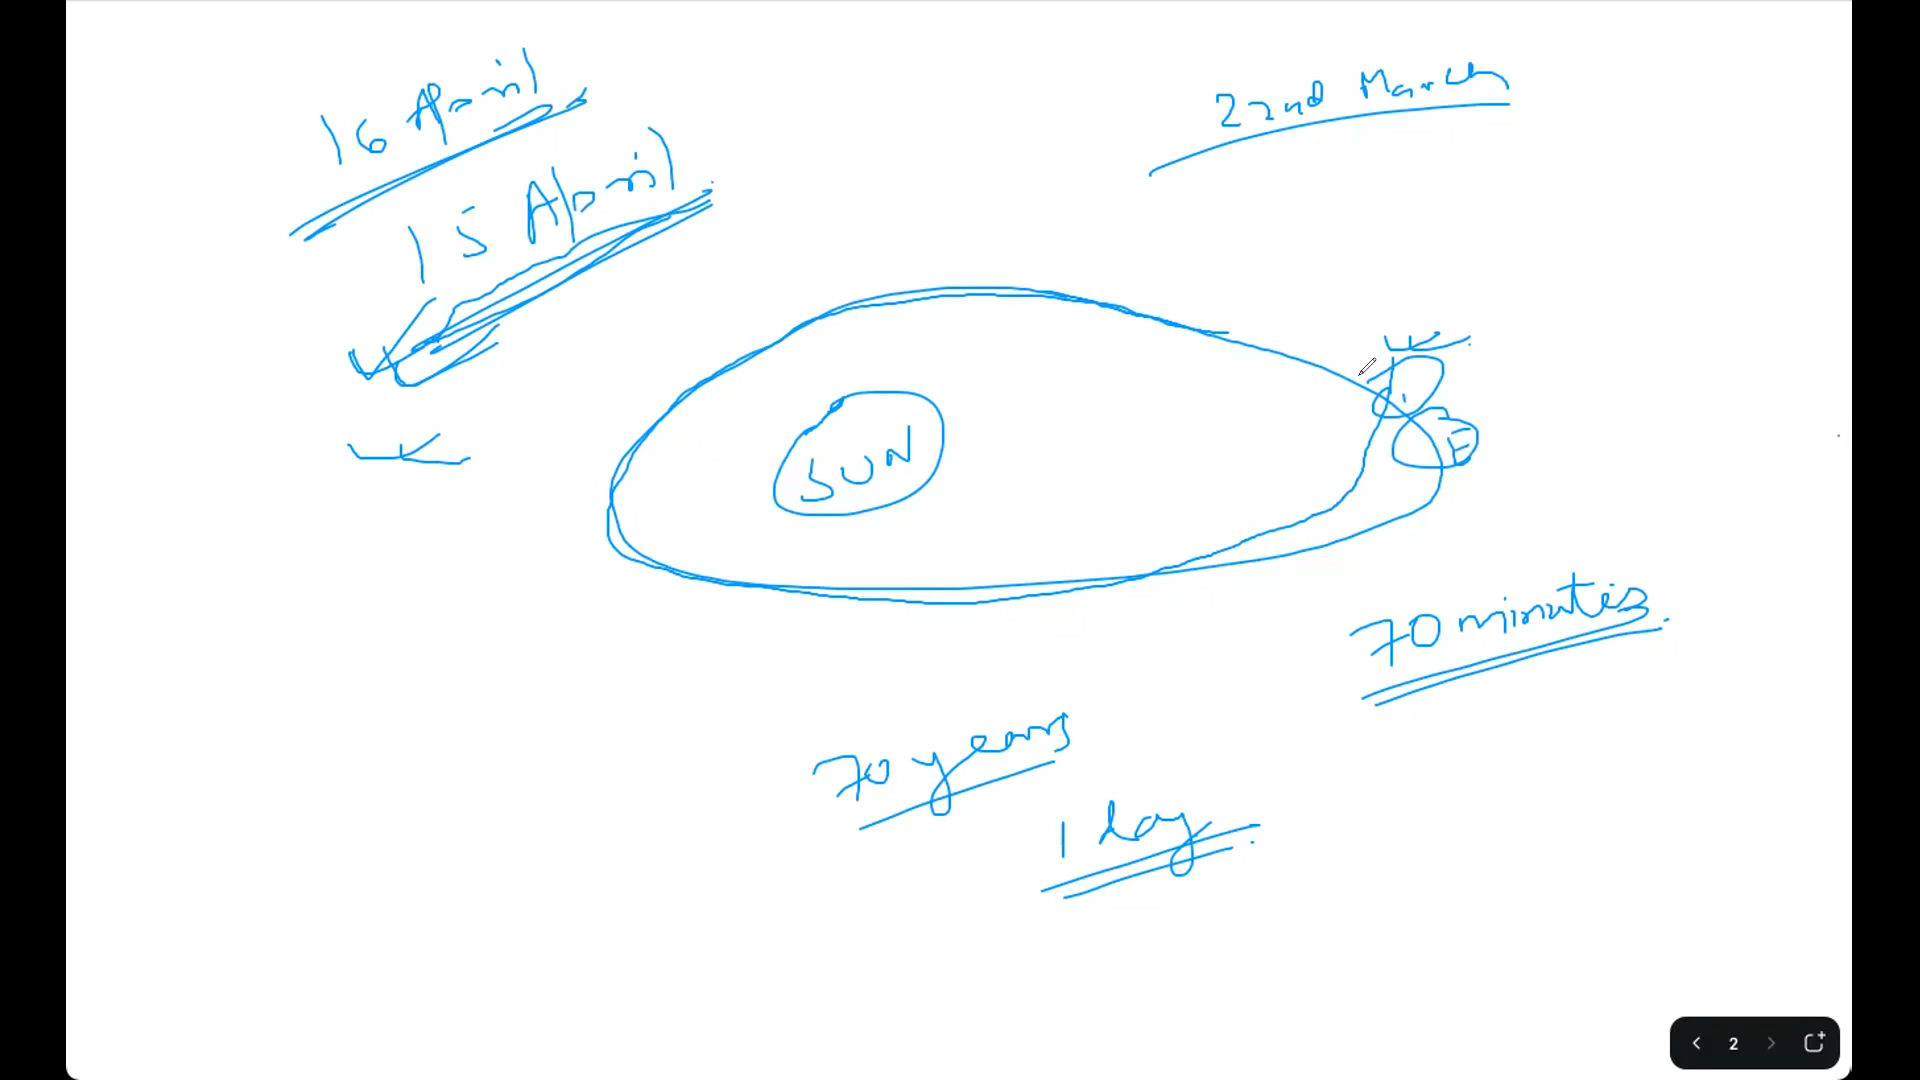 16 April
22nd March
15 April
SUN
E
70 minutes.
70 years
1 day
2